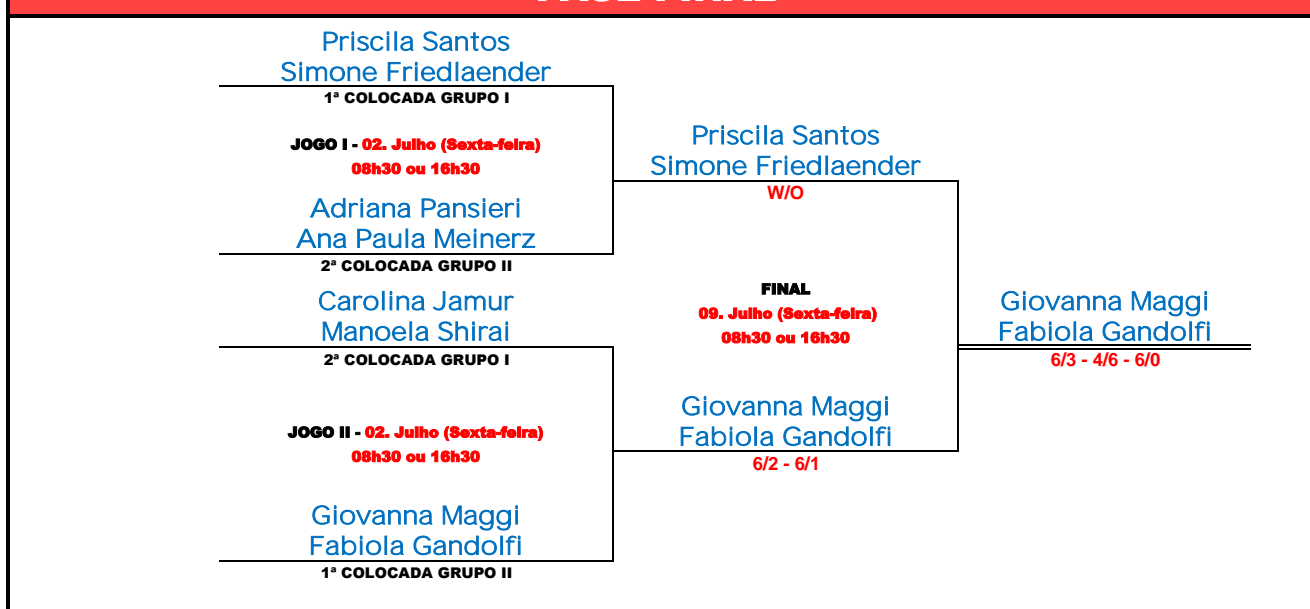 Priscila Santos
Simone Friedlaender
1ª COLOCADA GRUPO I
JOGO I - 02. Julho (Sexta-feira)
08h30 ou 16h30
Adriana Pansieri
Ana Paula Meinerz
2ª COLOCADA GRUPO II
Carolina Jamur
Manoela Shirai
2ª COLOCADA GRUPO I
JOGO II - 02. Julho (Sexta-feira)
08h30 ou 16h30
Giovanna Maggi
Fabiola Gandolfi
1ª COLOCADA GRUPO II
Priscila Santos
Simone Friedlaender
W/O
FINAL
09. Julho (Sexta-feira)
08h30 ou 16h30
Giovanna Maggi
Fabiola Gandolfi
6/2 - 6/1
Giovanna Maggi
Fabiola Gandolfi
6/3 - 4/6 - 6/0